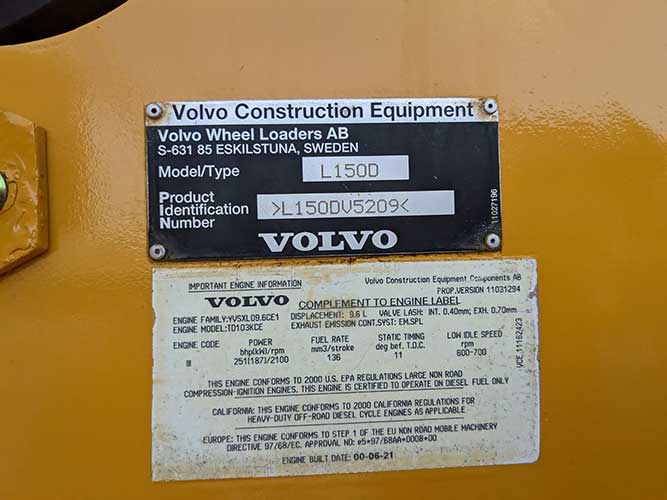 Volvo Construction Equipment
Volvo Wheel Loaders AB
S-631 85 ESKILSTUNA, SWEDEN
Model/Type L150D
Product
Identification >L150DV5209<
Number
VOLVO
11027196
IMPORTANT ENGINE INFORMATION Volvo Construction Equipment Components AB
PROP.VERSION 11031294
VOLVO COMPLEMENT TO ENGINE LABEL
ENGINE FAMILY:YVSXL09.6CE1 DISPLACEMENT: 9.6 L VALVE LASH: INT. 0.40mm; EXH. 0.70mm
ENGINE MODEL:TD103KCE EXHAUST EMISSION CONT.SYST: EM.SPL
ENGINE CODE POWER FUEL RATE STATIC TIMING LOW IDLE SPEED
bhp(kW)/rpm mm3/stroke deg bef. T.D.C. rpm
III 251(187)/2100 136 11 600-700
VCE 11162423
THIS ENGINE CONFORMS TO 2000 U.S. EPA REGULATIONS LARGE NON ROAD
COMPRESSION-IGNITION ENGINES. THIS ENGINE IS CERTIFIED TO OPERATE ON DIESEL FUEL ONLY
CALIFORNIA: THIS ENGINE CONFORMS TO 2000 CALIFORNIA REGULATIONS FOR
HEAVY-DUTY OFF-ROAD DIESEL CYCLE ENGINES AS APPLICABLE
EUROPE: THIS ENGINE CONFORMS TO STEP 1 OF THE EU NON ROAD MOBILE MACHINERY
DIRECTIVE 97/68/EC. APPROVAL NO: e5*97/68AA*0008*00
ENGINE BUILT DATE: 00-06-21